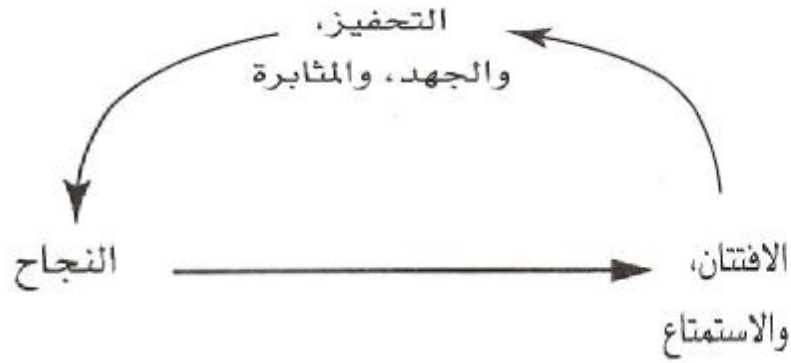 التحفيز،
والجهد، والمثابرة
النجاح
الافتتان،
والاستمتاع